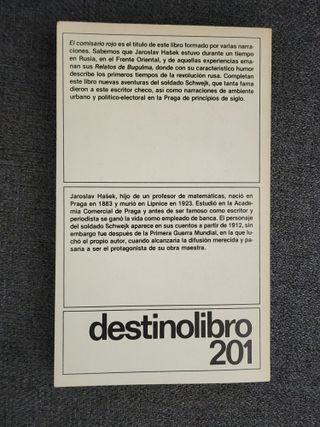 El comisario rojo es el título de este libro formado por varias narra-
ciones. Sabemos que Jaroslav Hašek estuvo durante un tiempo
en Rusia, en el Frente Oriental, y de aquellas experiencias ema-
nan sus Relatos de Bugulma, donde con su característico humor
describe los primeros tiempos de la revolución rusa. Completan
este libro nuevas aventuras del soldado Schwejk, que tanta fama
dieron a este escritor checo, así como narraciones de ambiente
urbano y político-electoral en la Praga de principios de siglo.
Jaroslav Hašek, hijo de un profesor de matemáticas, nació en
Praga en 1883 y murió en Lipnice en 1923. Estudió en la Acade-
mia Comercial de Praga y antes de ser famoso como escritor y
periodista se ganó la vida como empleado de banca. El personaje
del soldado Schwejk aparece en sus cuentos a partir de 1912, sin
embargo fue después de la Primera Guerra Mundial, en la que lu-
chó el propio autor, cuando alcanzaría la difusión merecida y pa-
saría a ser el protagonista de su obra maestra.
destinolibro
201